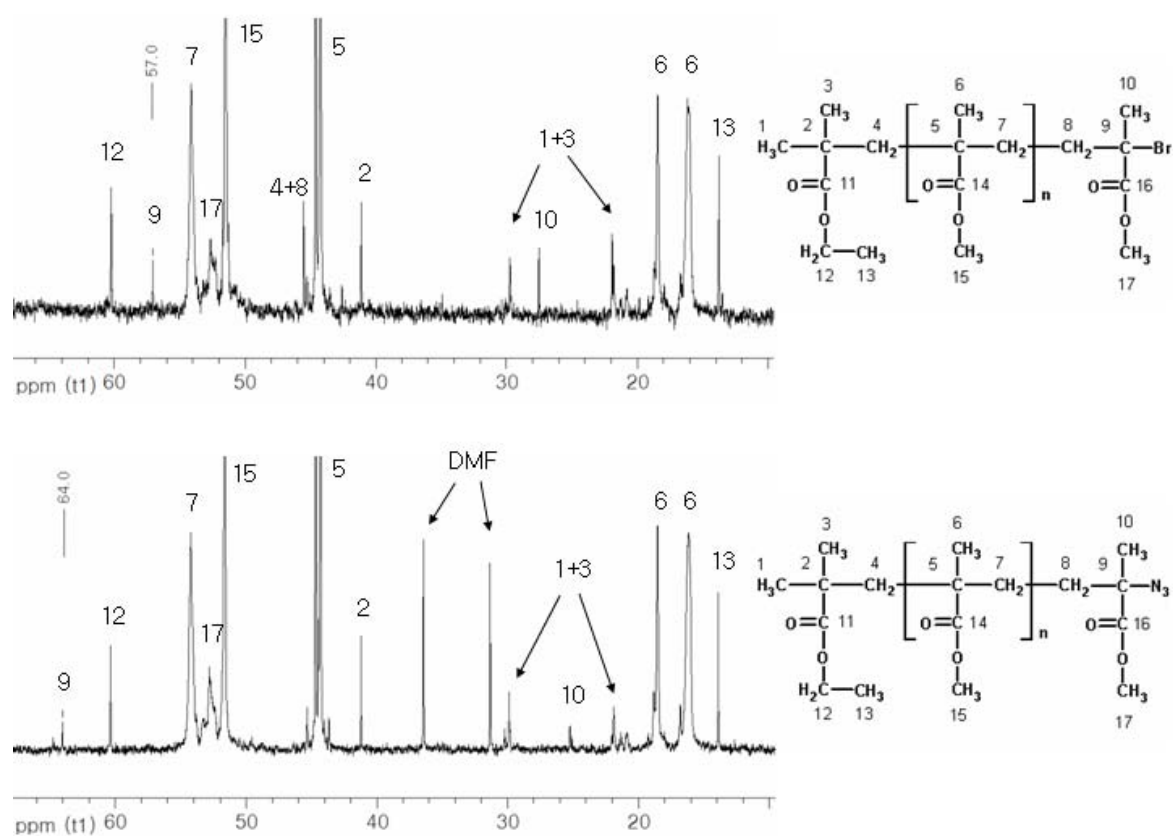 57.0
7
15
5
6 6
12
9
17
4+8
2
1+3
10
13
ppm (t1) 60 50 40 30 20
3 6 10
CH₃ CH₃ CH₃
1 2 4 5 7 8 9
H₃C C CH₂ C CH₂ CH₂ C Br
O C 11 O C 14 n O C 16
O O O
H₂C CH₃ CH₃ CH₃
12 13 15 17
64.0
DMF
7
15
5
6 6
9
12
17
2
1+3
10
13
ppm (t1) 60 50 40 30 20
3 6 10
CH₃ CH₃ CH₃
1 2 4 5 7 8 9
H₃C C CH₂ C CH₂ CH₂ C N₃
O C 11 O C 14 n O C 16
O O O
H₂C CH₃ CH₃ CH₃
12 13 15 17